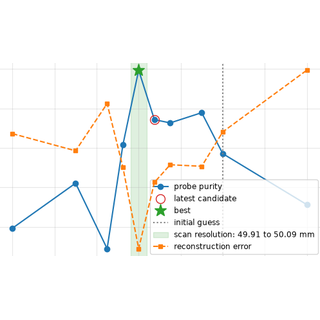 probe purity
latest candidate
best
initial guess
scan resolution: 49.91 to 50.09 mm
reconstruction error